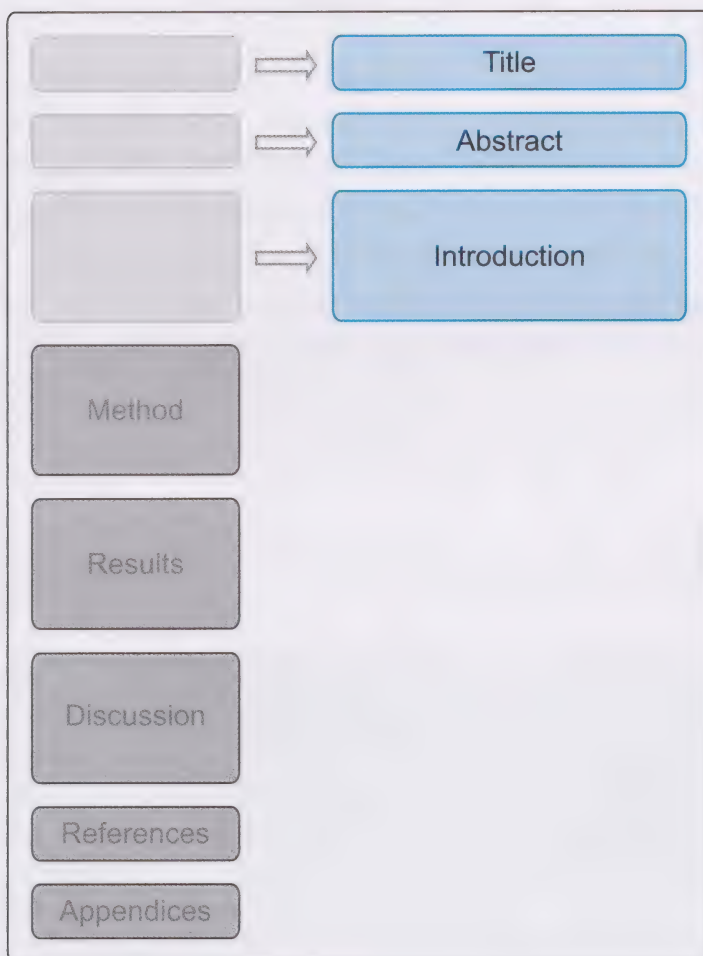 Title
Abstract
Introduction
Method
Results
Discussion
References
Appendices